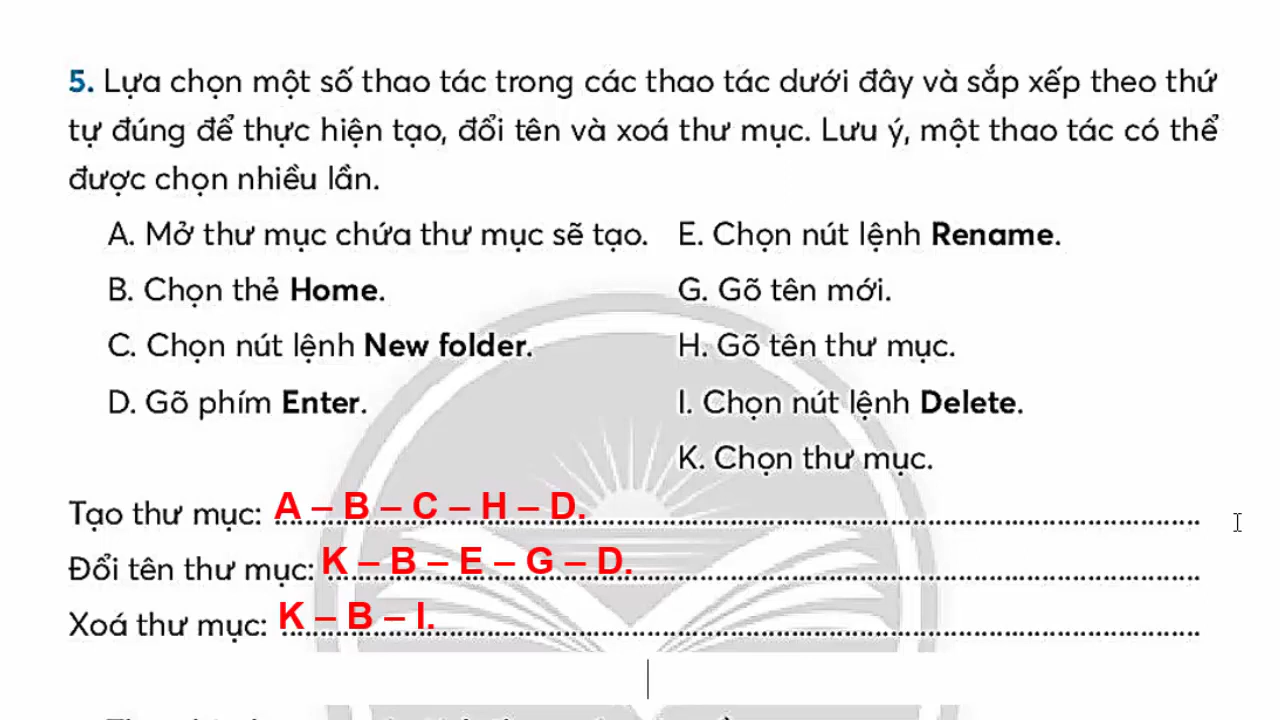 5. Lựa chọn một số thao tác trong các thao tác dưới đây và sắp xếp theo thứ
tự đúng để thực hiện tạo, đổi tên và xoá thư mục. Lưu ý, một thao tác có thể
được chọn nhiều lần.
A. Mở thư mục chứa thư mục sẽ tạo.
E. Chọn nút lệnh Rename.
B. Chọn thẻ Home.
G. Gõ tên mới.
C. Chọn nút lệnh New folder.
H. Gõ tên thư mục.
D. Gõ phím Enter.
I. Chọn nút lệnh Delete.
K. Chọn thư mục.
Tạo thư mục: A – B – C – H – D.
Đổi tên thư mục: K – B – E – G – D.
Xoá thư mục: K – B – I.